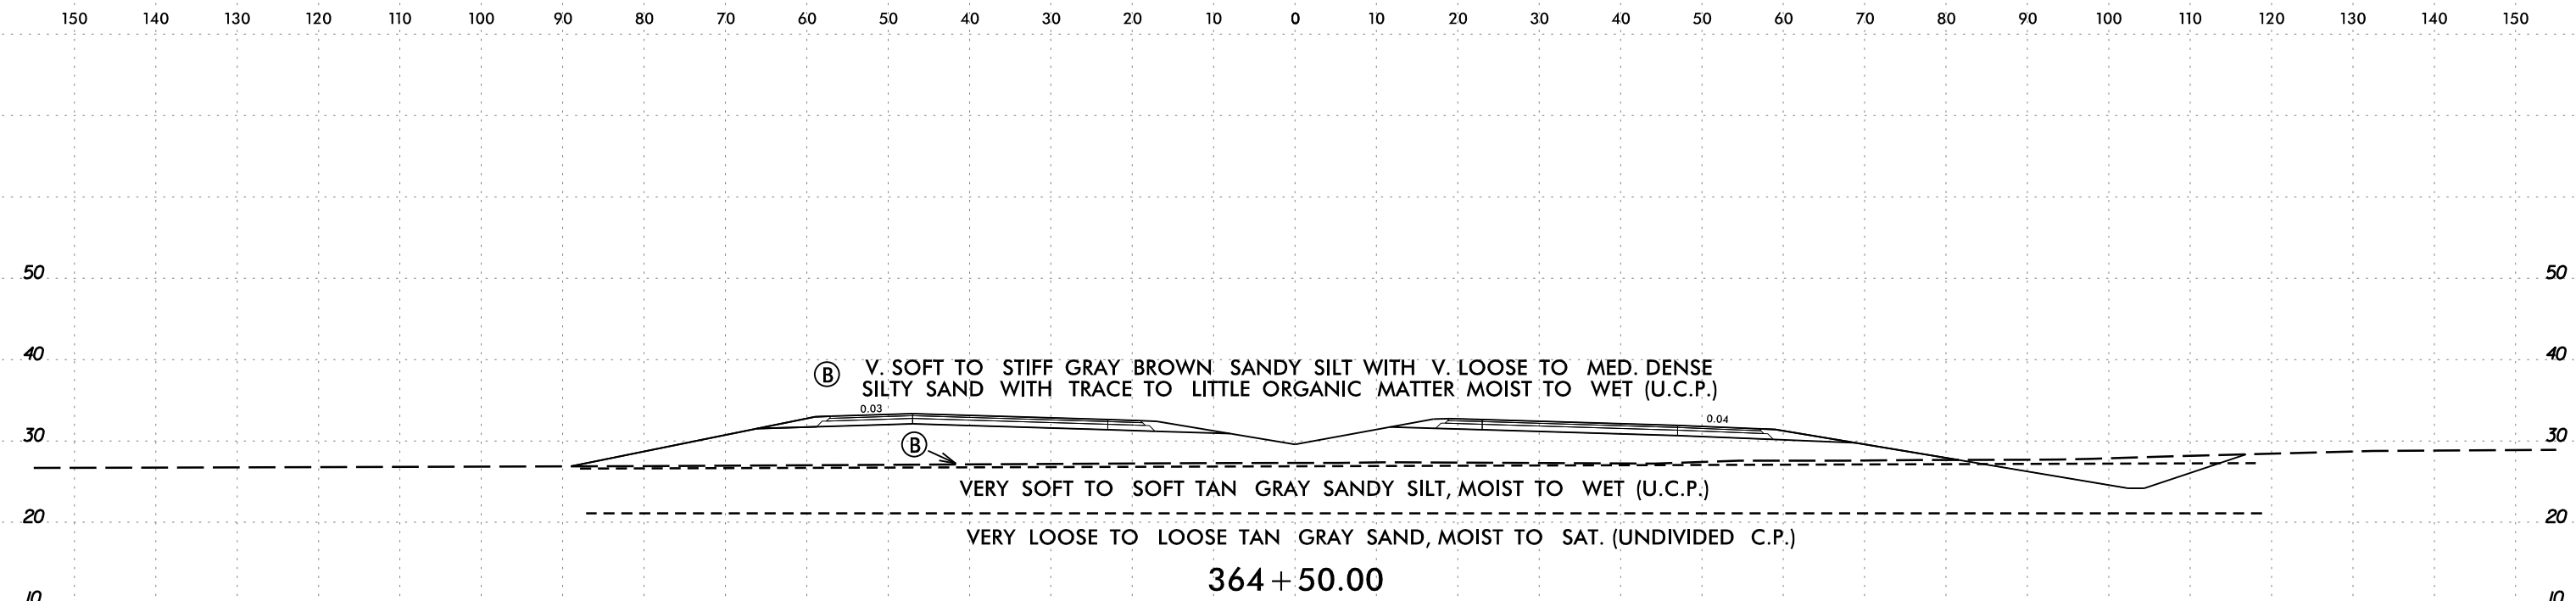 150 140 130 120 110 100 90 80 70 60 50 40 30 20 10 0 10 20 30 40 50 60 70 80 90 100 110 120 130 140 150
50 50
40 40
B V. SOFT TO STIFF GRAY BROWN SANDY SILT WITH V. LOOSE TO MED. DENSE
SILTY SAND WITH TRACE TO LITTLE ORGANIC MATTER MOIST TO WET (U.C.P.)
0.03 0.04
30 30
B
VERY SOFT TO SOFT TAN GRAY SANDY SILT, MOIST TO WET (U.C.P.)
20 20
VERY LOOSE TO LOOSE TAN GRAY SAND, MOIST TO SAT. (UNDIVIDED C.P.)
364+50.00
10 10